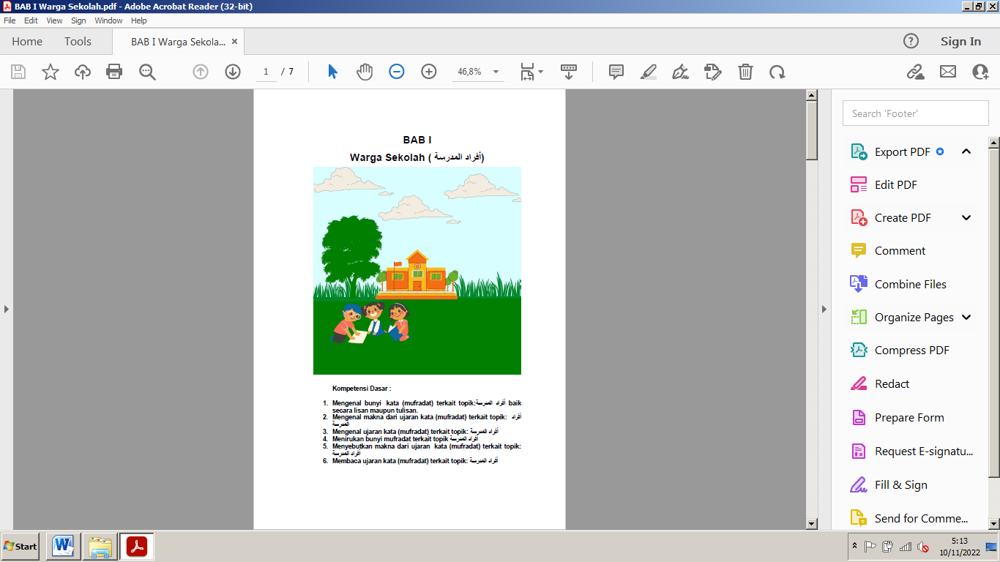 BAB I Warga Sekolah.pdf - Adobe Acrobat Reader (32-bit)
File Edit View Sign Window Help
Home Tools BAB I Warga Sekola... × Sign In
1 / 7 46,8%
BAB I
Warga Sekolah ( أفراد المدرسة)
Kompetensi Dasar :
1. Mengenal bunyi kata (mufradat) terkait topik:أفراد المدرسة baik
secara lisan maupun tulisan.
2. Mengenal makna dari ujaran kata (mufradat) terkait topik: أفراد
المدرسة
3. Mengenal ujaran kata (mufradat) terkait topik: أفراد المدرسة
4. Menirukan bunyi mufradat terkait topik أفراد المدرسة
5. Menyebutkan makna dari ujaran kata (mufradat) terkait topik:
أفراد المدرسة
6. Membaca ujaran kata (mufradat) terkait topik: أفراد المدرسة
Search 'Footer'
Export PDF
Edit PDF
Create PDF
Comment
Combine Files
Organize Pages
Compress PDF
Redact
Prepare Form
Request E-signatu...
Fill & Sign
Send for Comme...
Start
5:13
10/11/2022